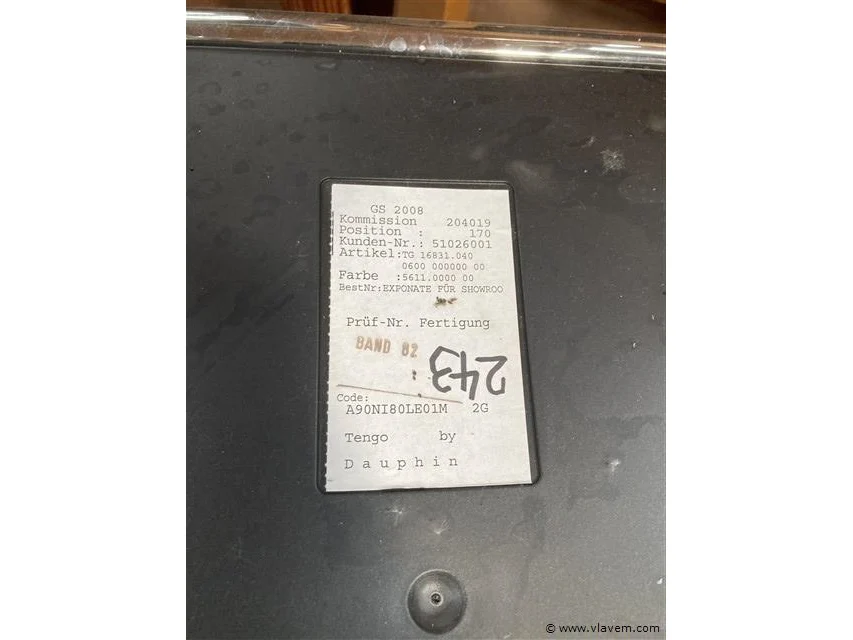 GS 2008
Kommission 204019
Position : 170
Kunden-Nr.: 51026001
Artikel:TG 16831.040
0600 000000 00
Farbe :5611.0000 00
BestNr:EXPONATE FÜR SHOWROO
Prüf-Nr. Fertigung
BAND 82
243
Code:
A90NI80LE01M 2G
Tengo by
Dauphin
© www.vlavem.com